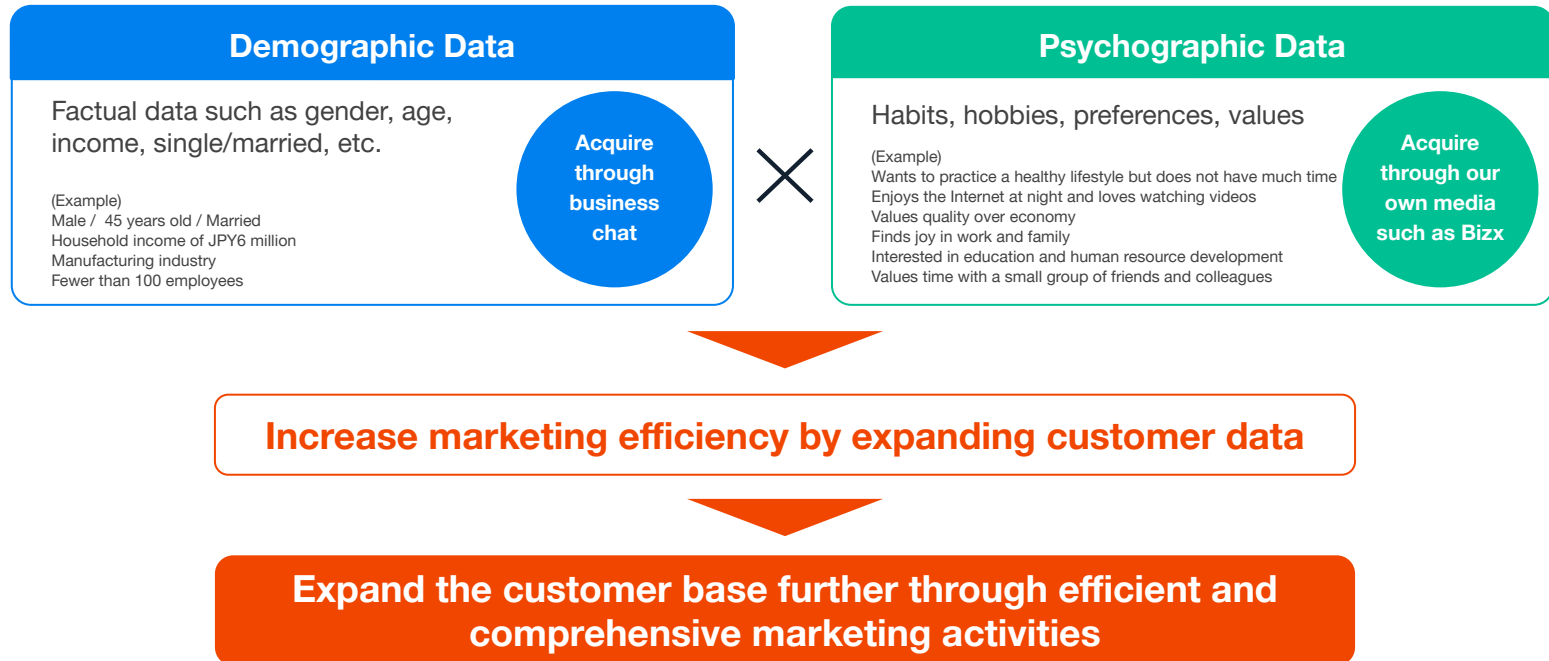 Demographic Data
Factual data such as gender, age,
income, single/married, etc.
(Example)
Male / 45 years old / Married
Household income of JPY6 million
Manufacturing industry
Fewer than 100 employees
Acquire
through
business
chat
Psychographic Data
Habits, hobbies, preferences, values
(Example)
Wants to practice a healthy lifestyle but does not have much time
Enjoys the Internet at night and loves watching videos
Values quality over economy
Finds joy in work and family
Interested in education and human resource development
Values time with a small group of friends and colleagues
Acquire
through our
own media
such as Bizx
Increase marketing efficiency by expanding customer data
Expand the customer base further through efficient and
comprehensive marketing activities